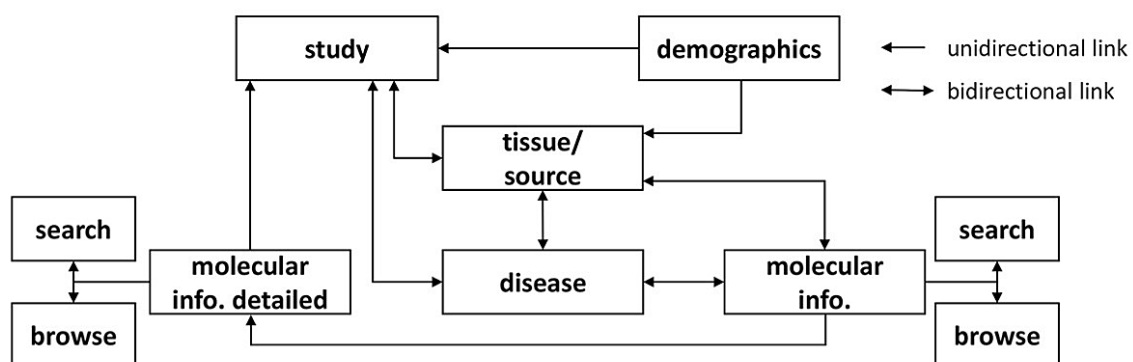 study
demographics
unidirectional link
bidirectional link
tissue/
source
search
molecular
info. detailed
browse
disease
molecular
info.
search
browse